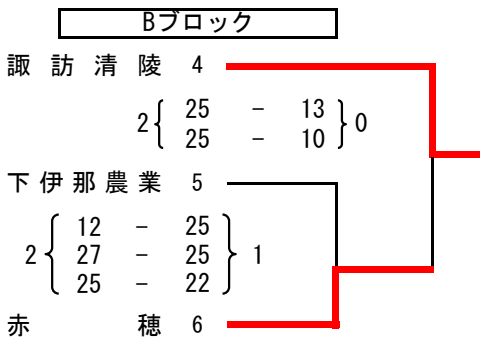 Bブロック
諏訪清陵 4
2 { 25 － 13 } 0
25 － 10
下伊那農業 5
12 － 25
2 { 27 － 25 } 1
25 － 22
赤穂 6